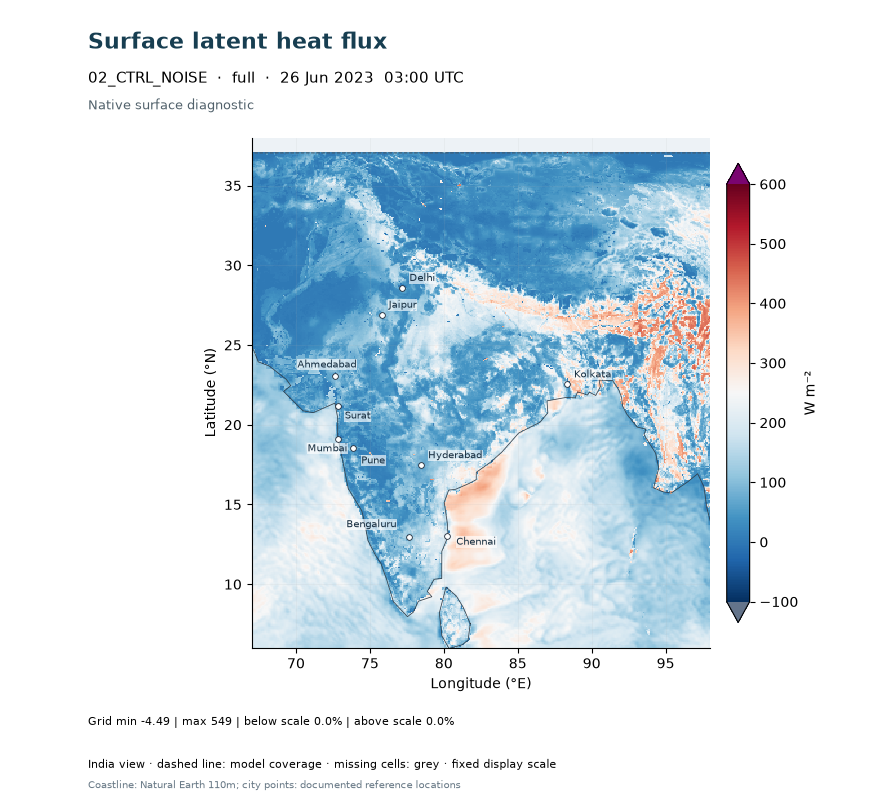 Surface latent heat flux
02_CTRL_NOISE · full · 26 Jun 2023 03:00 UTC
Native surface diagnostic
35
30
25
20
15
10
Latitude (°N)
70
75
80
85
90
95
Longitude (°E)
Delhi
Jaipur
Ahmedabad
Kolkata
Surat
Mumbai
Pune
Hyderabad
Bengaluru
Chennai
600
500
400
300
200
100
0
−100
W m⁻²
Grid min -4.49 | max 549 | below scale 0.0% | above scale 0.0%
India view · dashed line: model coverage · missing cells: grey · fixed display scale
Coastline: Natural Earth 110m; city points: documented reference locations